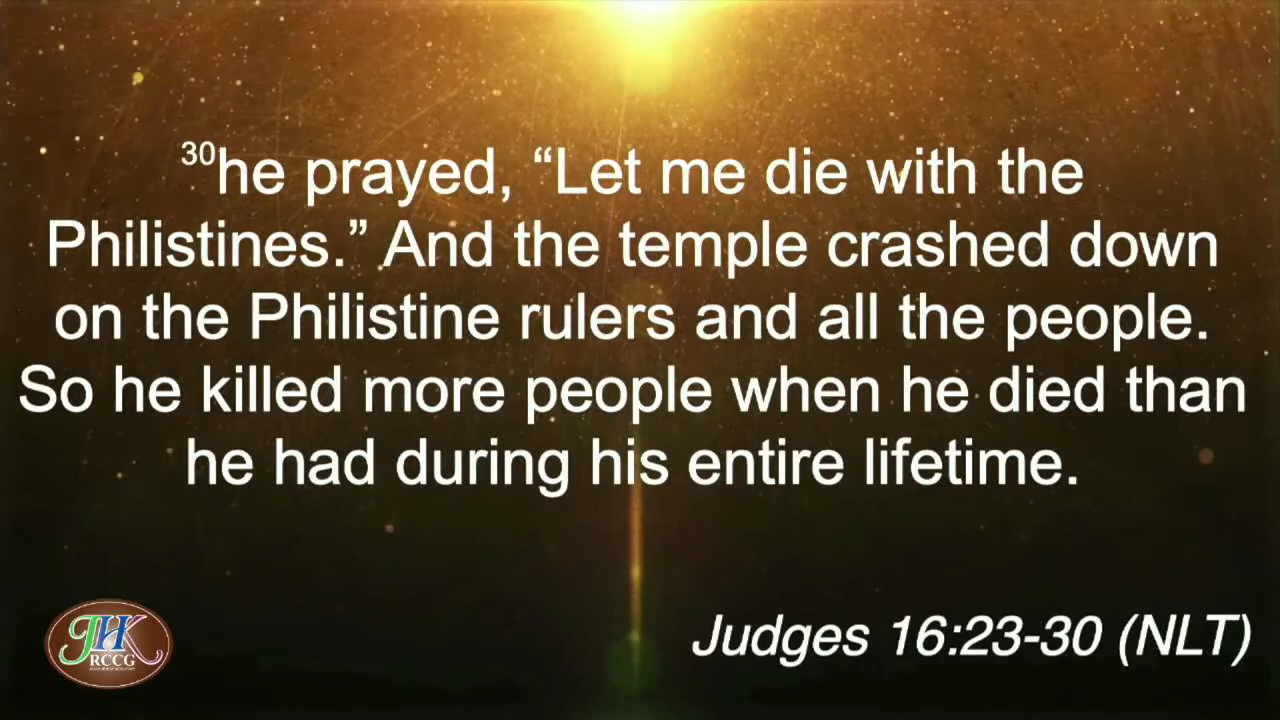 30he prayed, “Let me die with the
Philistines.” And the temple crashed down
on the Philistine rulers and all the people.
So he killed more people when he died than
he had during his entire lifetime.
Judges 16:23-30 (NLT)
JHK
RCCG